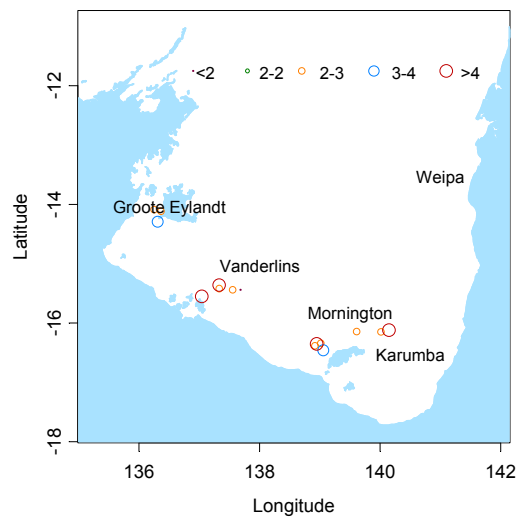 <2 2-2 2-3 3-4 >4
-12
Weipa
-14
Groote Eylandt
Latitude
Vanderlins
Mornington
-16
Karumba
-18
136 138 140 142
Longitude